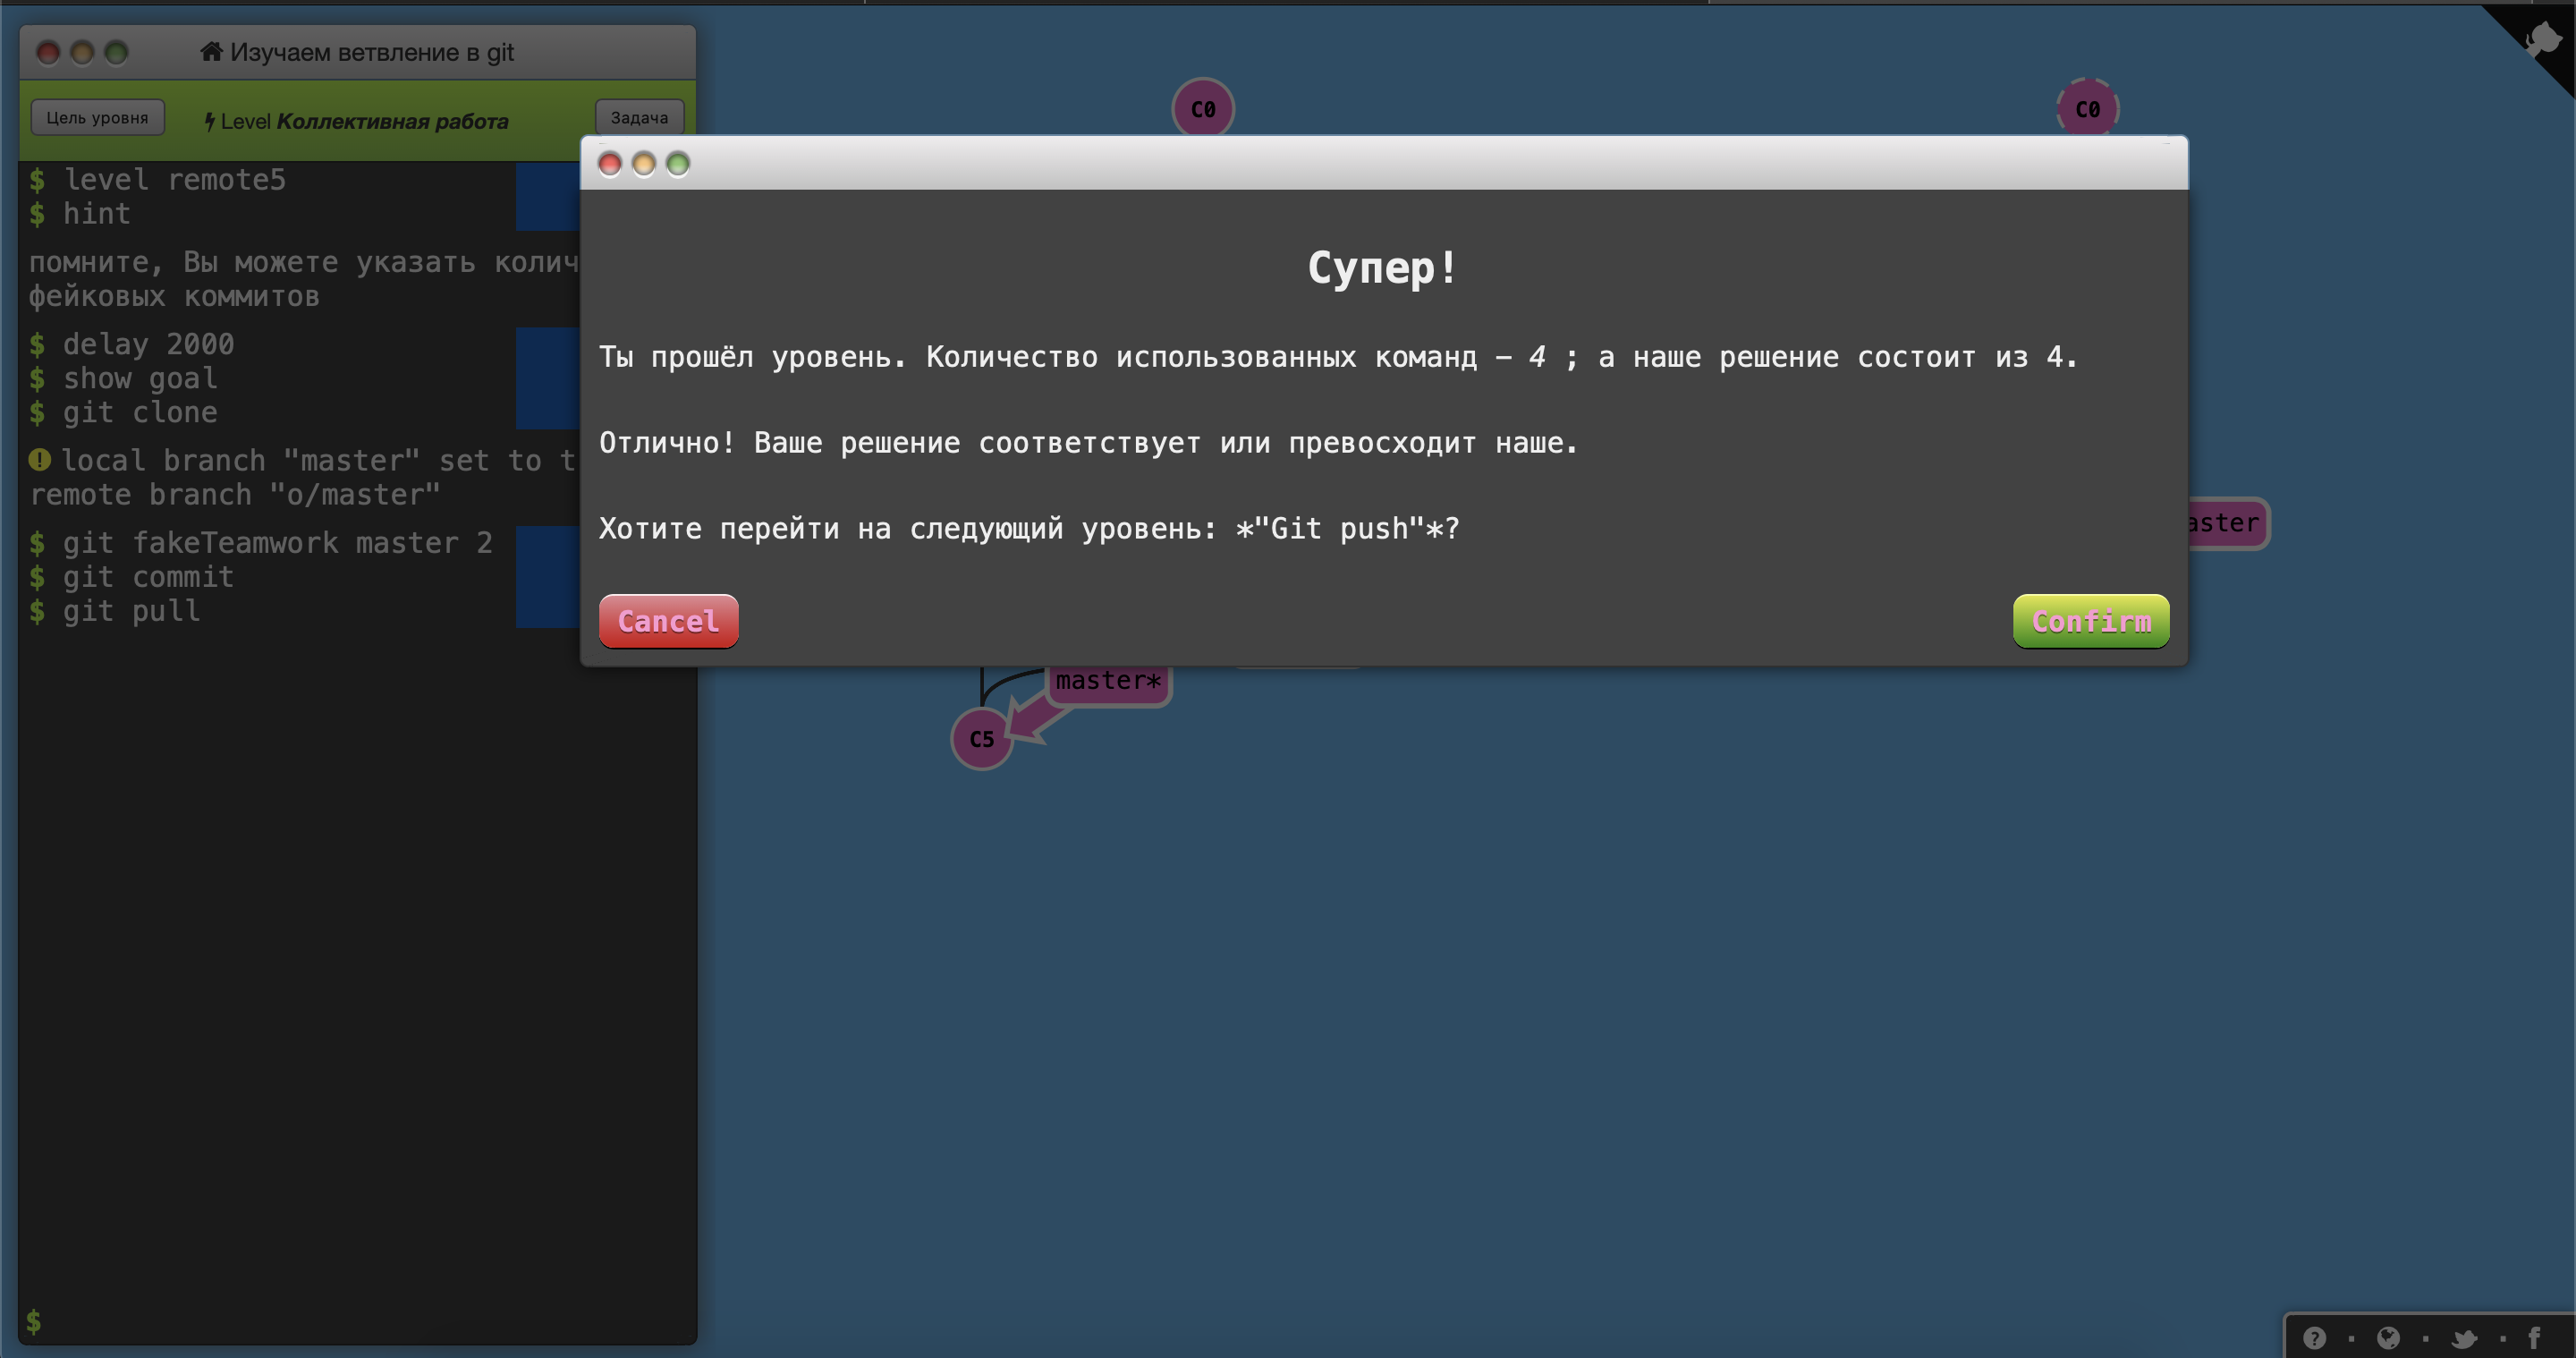 Изучаем ветвление в git
Цель уровня
Level Коллективная работа
Задача
$ level remote5
$ hint
помните, Вы можете указать
фейковых коммитов
$ delay 2000
$ show goal
$ git clone
local branch "master" set to
remote branch "o/master"
$ git fakeTeamwork master 2
$ git commit
$ git pull
$
C0
C0
Супер!
Ты прошёл уровень. Количество использованных команд – 4 ; а наше решение состоит из 4.
Отлично! Ваше решение соответствует или превосходит наше.
Хотите перейти на следующий уровень: *"Git push"*?
Cancel
Confirm
master*
C5